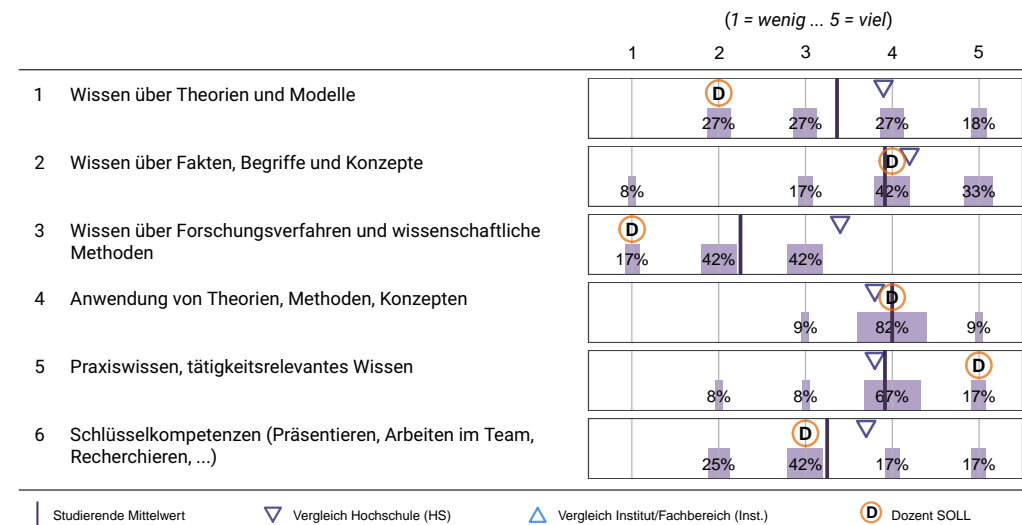 (1 = wenig ... 5 = viel)
1 2 3 4 5
1 Wissen über Theorien und Modelle
D
27% 27% 27% 18%
2 Wissen über Fakten, Begriffe und Konzepte
D
8% 17% 42% 33%
3 Wissen über Forschungsverfahren und wissenschaftliche
Methoden
D
17% 42% 42%
4 Anwendung von Theorien, Methoden, Konzepten
D
9% 82% 9%
5 Praxiswissen, tätigkeitsrelevantes Wissen
D
8% 8% 67% 17%
6 Schlüsselkompetenzen (Präsentieren, Arbeiten im Team,
Recherchieren, ...)
D
25% 42% 17% 17%
Studierende Mittelwert Vergleich Hochschule (HS) Vergleich Institut/Fachbereich (Inst.) D Dozent SOLL